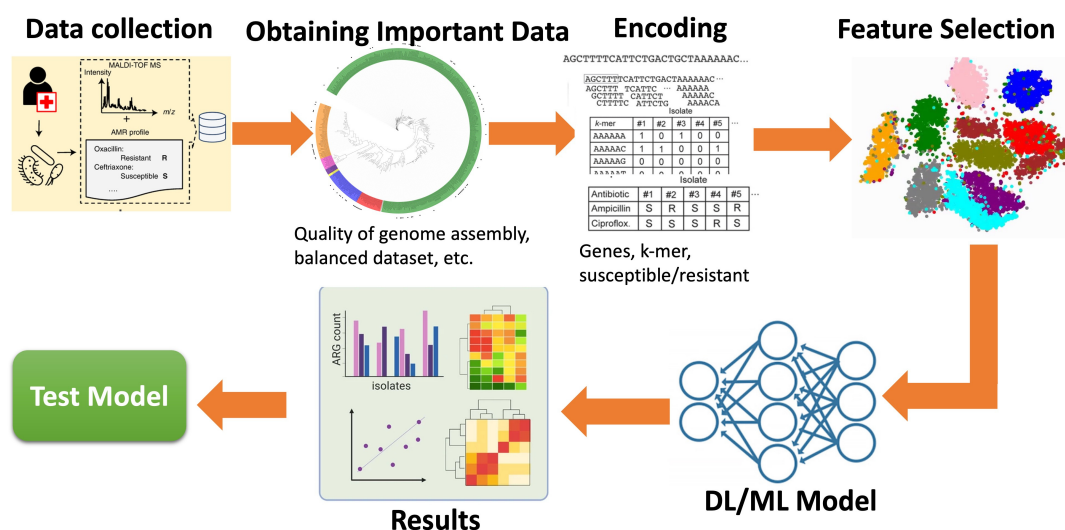 Data collection
Obtaining Important Data
Encoding
Feature Selection
MALDI-TOF MS
Intensity
m/z
+
AMR profile
Oxacillin:
Resistant R
Ceftriaxone:
Susceptible S
....
Quality of genome assembly,
balanced dataset, etc.
AGCTTTTCATTCTGACTGCTAAAAAAC...
AGCTTTTCATTCTGACTAAAAAAC...
AGCTTT TCATTC ... AAAAAA
GCTTTT CATTCT AAAAAC
CTTTTC ATTCTG AAAACA
Isolate
k-mer #1 #2 #3 #4 #5 ...
AAAAAA 1 0 1 0 0
AAAAAC 1 1 0 0 1
AAAAAG 0 0 0 0 0
Isolate
Antibiotic #1 #2 #3 #4 #5 ...
Ampicillin S R S S R
Ciproflox. S S S R S
Genes, k-mer,
susceptible/resistant
ARG count
isolates
Test Model
Results
DL/ML Model